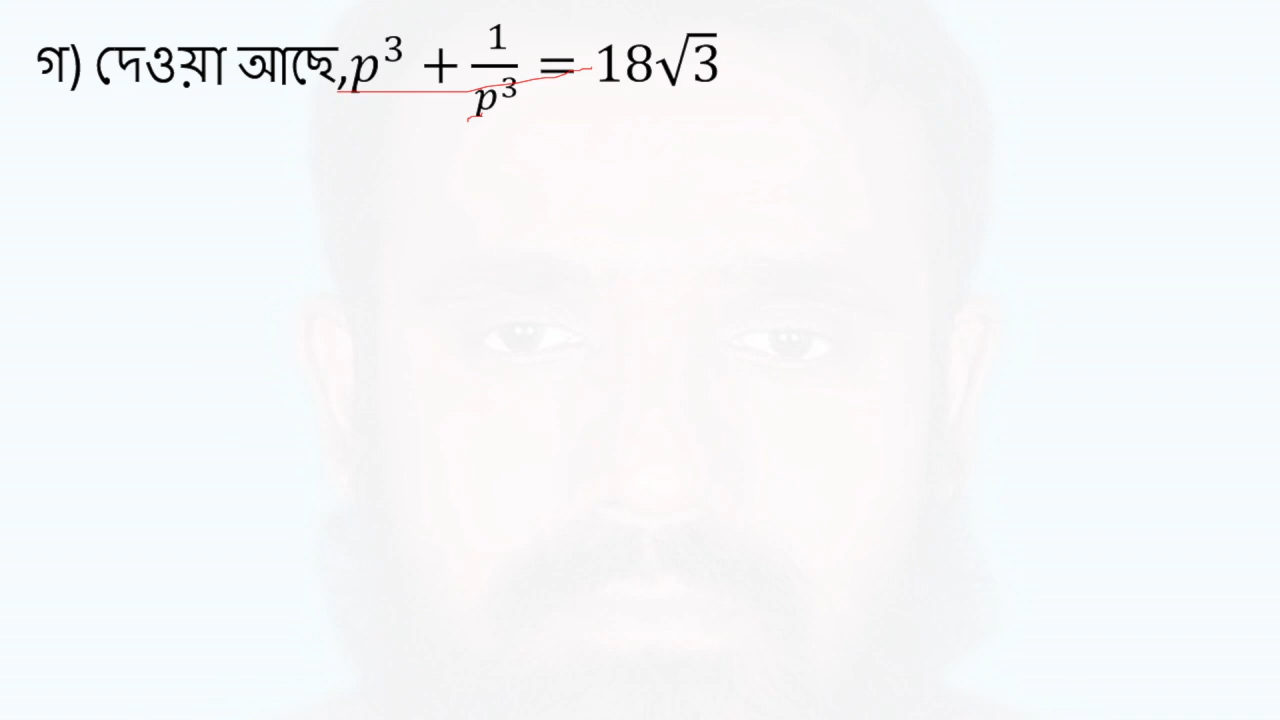 গ) দেওয়া আছে,p³ + 1/p³ = 18√3